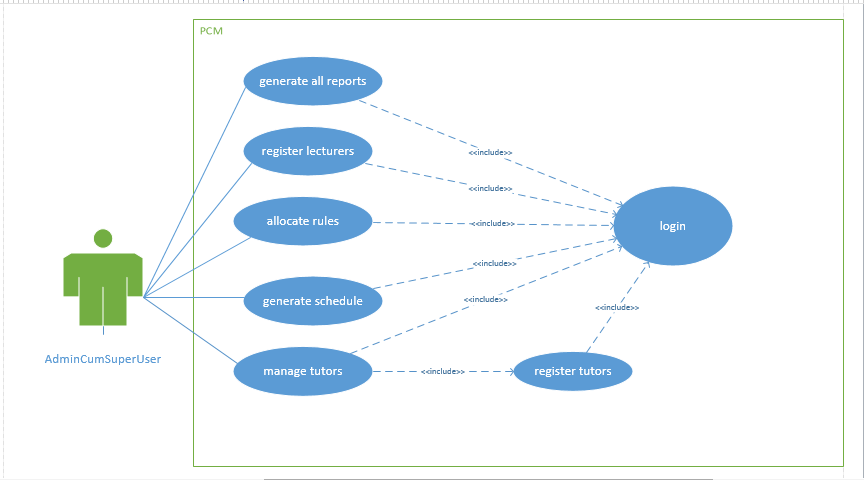 PCM
generate all reports
<<include>>
register lecturers
<<include>>
allocate rules
<<include>>
login
<<include>>
generate schedule
<<include>>
<<include>>
AdminCumSuperUser
manage tutors
<<include>>
register tutors